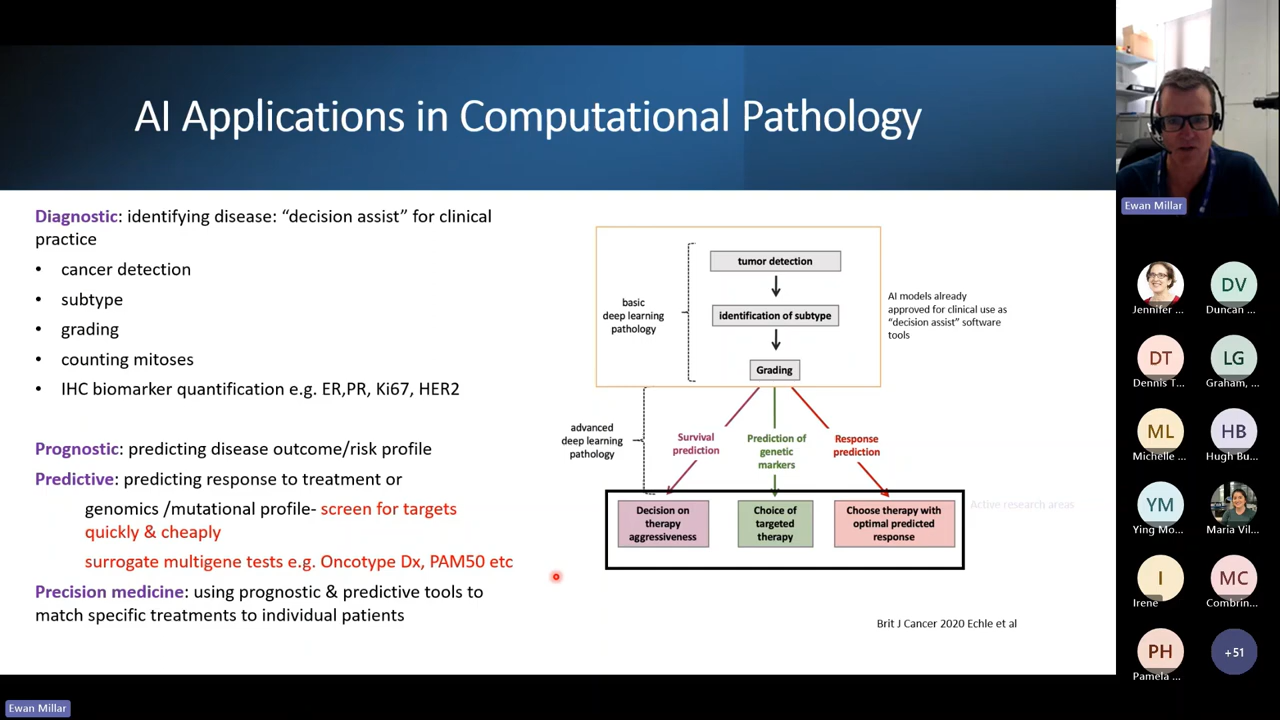 AI Applications in Computational Pathology
Diagnostic: identifying disease: “decision assist” for clinical
practice
• cancer detection
• subtype
• grading
• counting mitoses
• IHC biomarker quantification e.g. ER,PR, Ki67, HER2
Prognostic: predicting disease outcome/risk profile
Predictive: predicting response to treatment or
genomics /mutational profile- screen for targets
quickly & cheaply
surrogate multigene tests e.g. Oncotype Dx, PAM50 etc
Precision medicine: using prognostic & predictive tools to
match specific treatments to individual patients
basic
deep learning
pathology
tumor detection
identification of subtype
Grading
AI models already
approved for clinical use as
“decision assist” software
tools
advanced
deep learning
pathology
Survival
prediction
Prediction of
genetic
markers
Response
prediction
Decision on
therapy
aggressiveness
Choice of
targeted
therapy
Choose therapy with
optimal predicted
response
Active research areas
Brit J Cancer 2020 Echle et al
Ewan Millar
Jennifer ...
DV
Duncan ...
DT
Dennis T...
LG
Graham, ...
ML
Michelle ...
HB
Hugh Bu...
YM
Ying Mo...
Maria Vil...
I
Irene
MC
Combrin...
PH
Pamela ...
+51
Ewan Millar